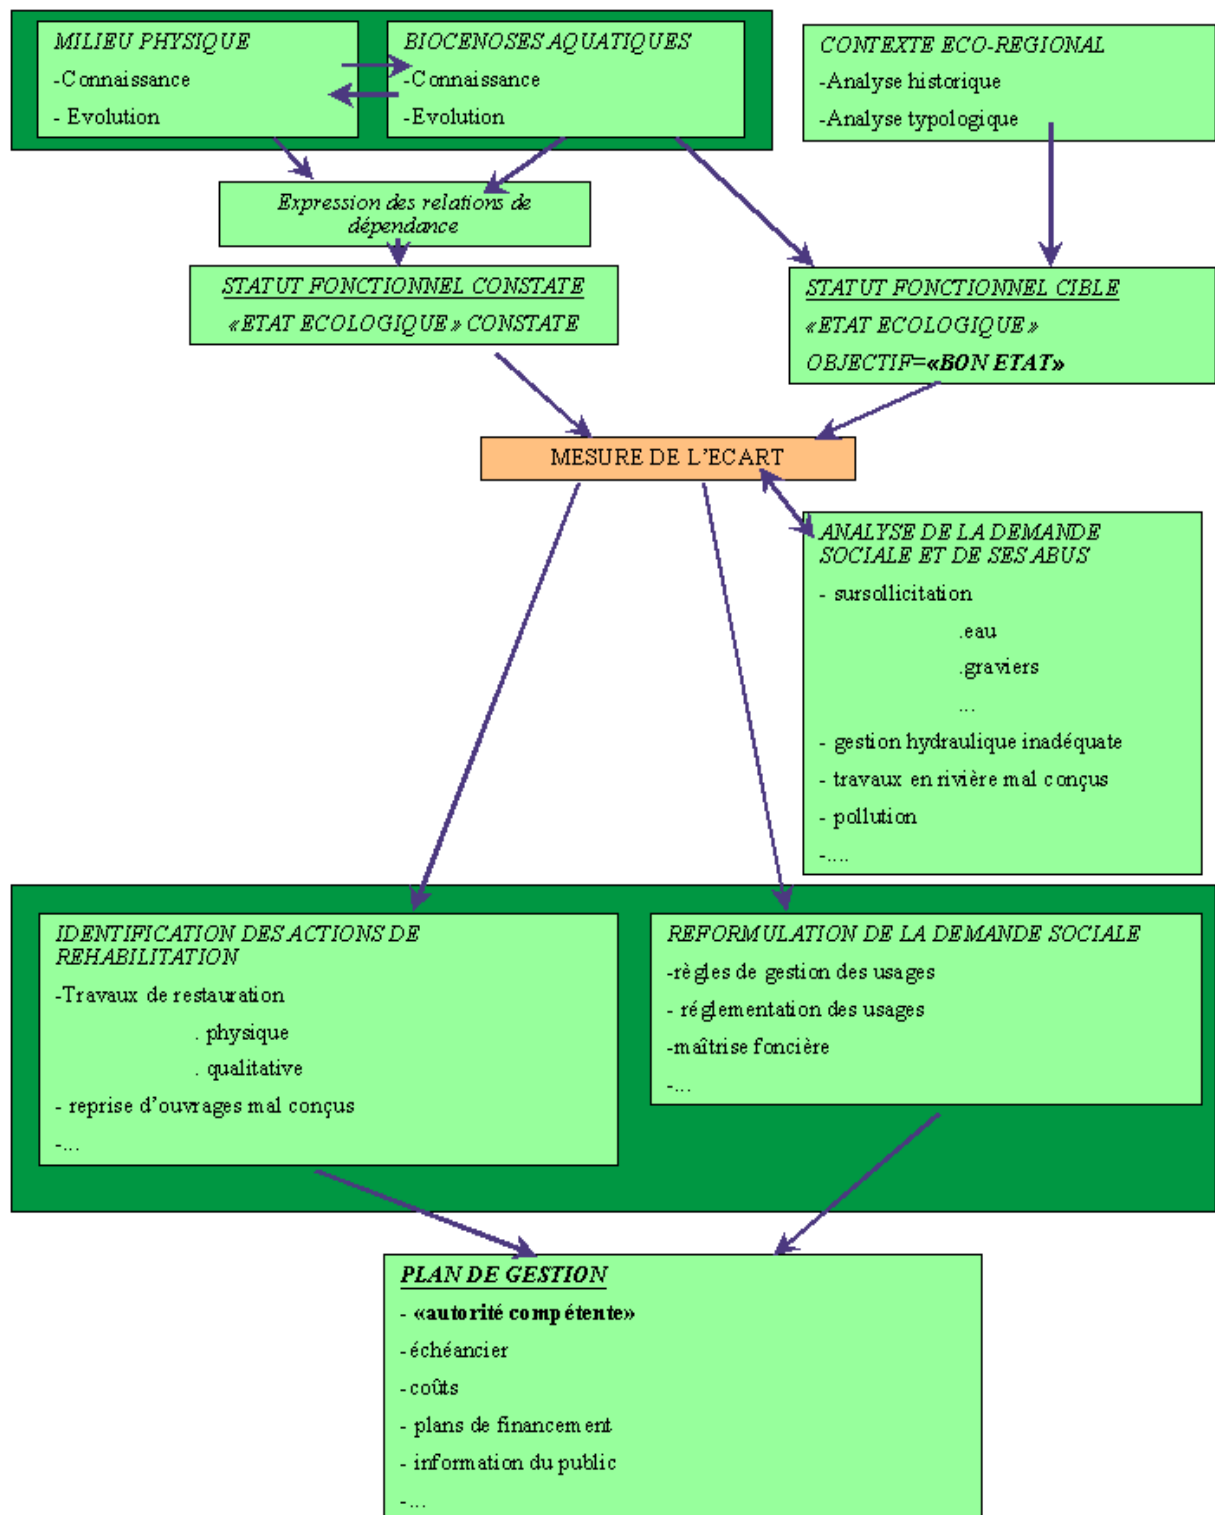 MILIEU PHYSIQUE
-Connaissance
- Evolution
BIOCENOSES AQUATIQUES
-Connaissance
-Evolution
CONTEXTE ECO-REGIONAL
-Analyse historique
-Analyse typologique
Expression des relations de
dépendance
STATUT FONCTIONNEL CONSTATE
«ETAT ECOLOGIQUE» CONSTATE
STATUT FONCTIONNEL CIBLE
«ETAT ECOLOGIQUE»
OBJECTIF=«BON ETAT»
MESURE DE L'ECART
ANALYSE DE LA DEMANDE
SOCIALE ET DE SES ABUS
- sursollicitation
.eau
.graviers
...
- gestion hydraulique inadéquate
- travaux en rivière mal conçus
- pollution
-....
IDENTIFICATION DES ACTIONS DE
REHABILITATION
-Travaux de restauration
. physique
. qualitative
- reprise d'ouvrages mal conçus
-...
REFORMULATION DE LA DEMANDE SOCIALE
-règles de gestion des usages
- réglementation des usages
-maîtrise foncière
-...
PLAN DE GESTION
- «autorité compétente»
-échéancier
-coûts
- plans de financement
- information du public
-...